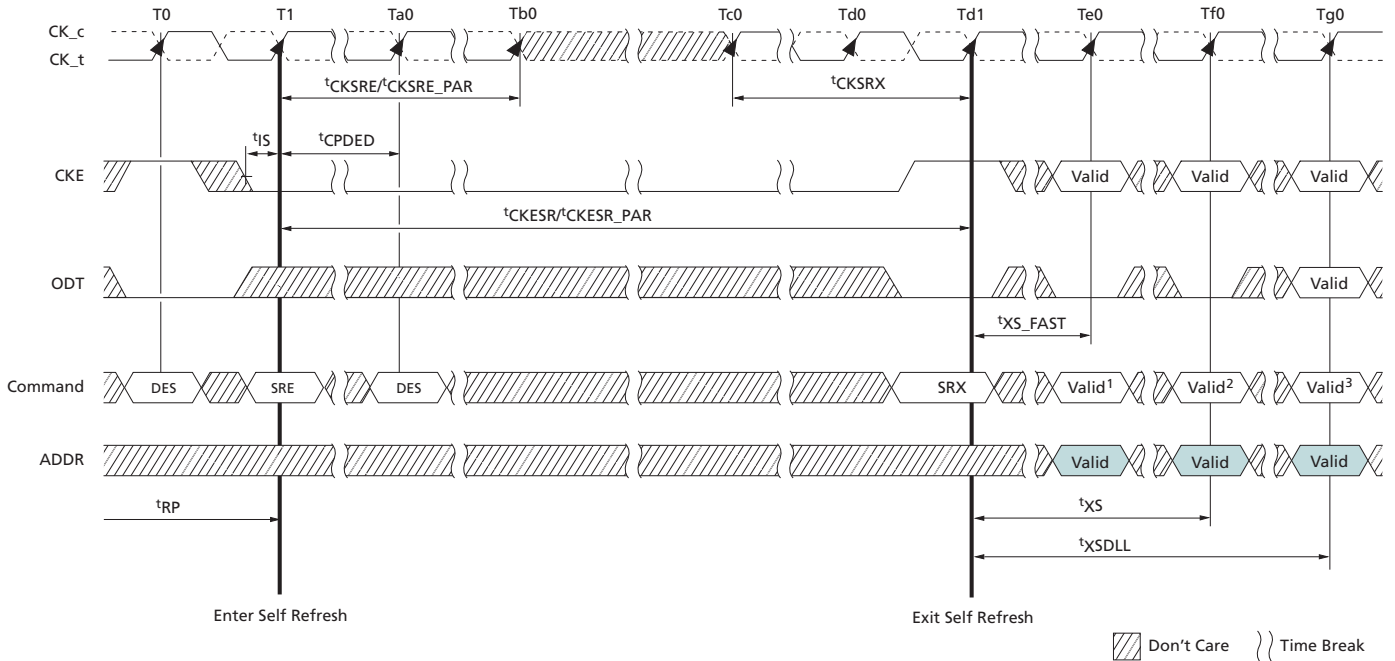 T0 T1 Ta0 Tb0 Tc0 Td0 Td1 Te0 Tf0 Tg0
CK_c
CK_t
tCKSRE/tCKSRE_PAR tCKSRX
tIS tCPDED
CKE Valid Valid Valid
tCKESR/tCKESR_PAR
ODT Valid
tXS_FAST
Command DES SRE DES SRX Valid1 Valid2 Valid3
ADDR Valid Valid Valid
tRP tXS
tXSDLL
Enter Self Refresh Exit Self Refresh
Don't Care Time Break